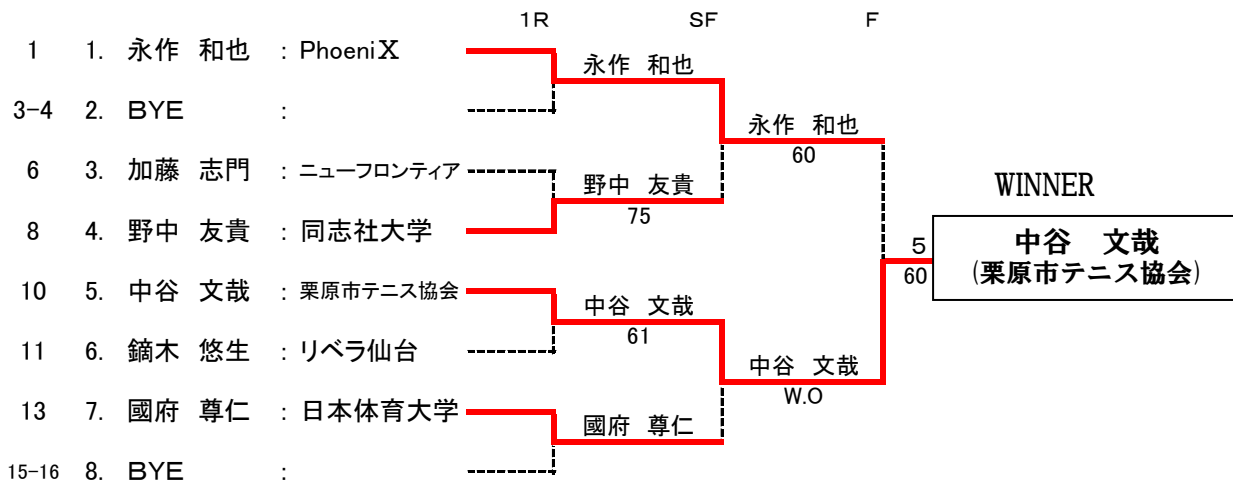 1R SF F
1 1. 永作 和也 : PhoeniX
永作 和也
3-4 2. BYE :
永作 和也
60
6 3. 加藤 志門 : ニューフロンティア
野中 友貴
75
8 4. 野中 友貴 : 同志社大学
WINNER
5
60
中谷 文哉
(栗原市テニス協会)
10 5. 中谷 文哉 : 栗原市テニス協会
中谷 文哉
61
11 6. 鏑木 悠生 : リベラ仙台
中谷 文哉
W.O
13 7. 國府 尊仁 : 日本体育大学
國府 尊仁
15-16 8. BYE :